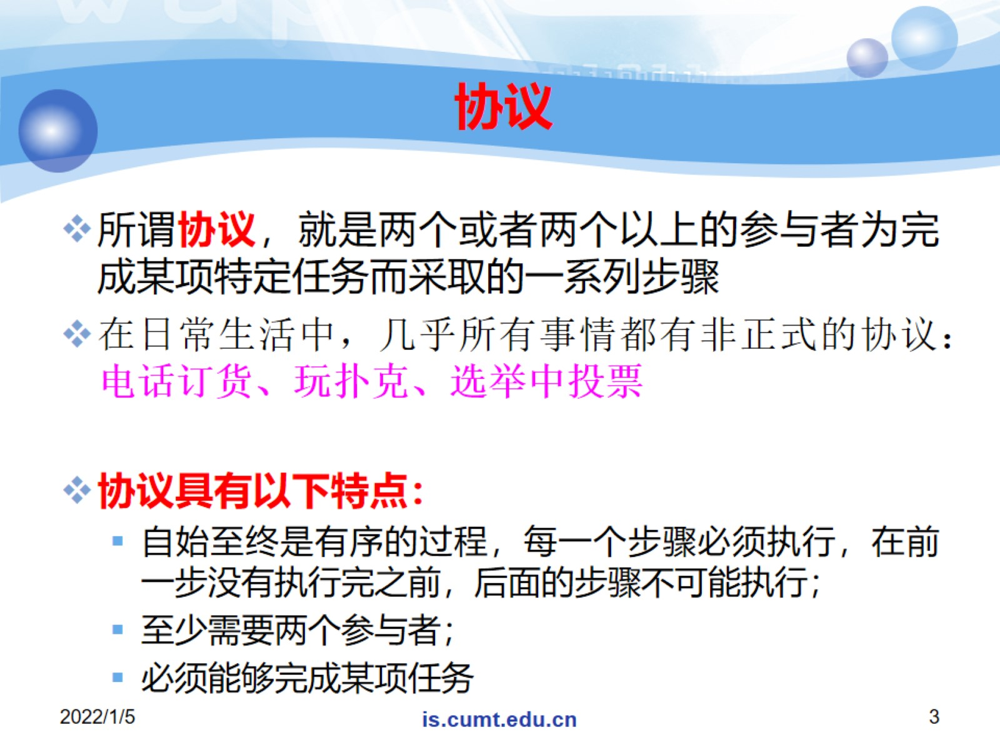 协议
所谓协议，就是两个或者两个以上的参与者为完
成某项特定任务而采取的一系列步骤
在日常生活中，几乎所有事情都有非正式的协议：
电话订货、玩扑克、选举中投票
协议具有以下特点：
自始至终是有序的过程，每一个步骤必须执行，在前
一步没有执行完之前，后面的步骤不可能执行；
至少需要两个参与者；
必须能够完成某项任务
2022/1/5
is.cumt.edu.cn
3